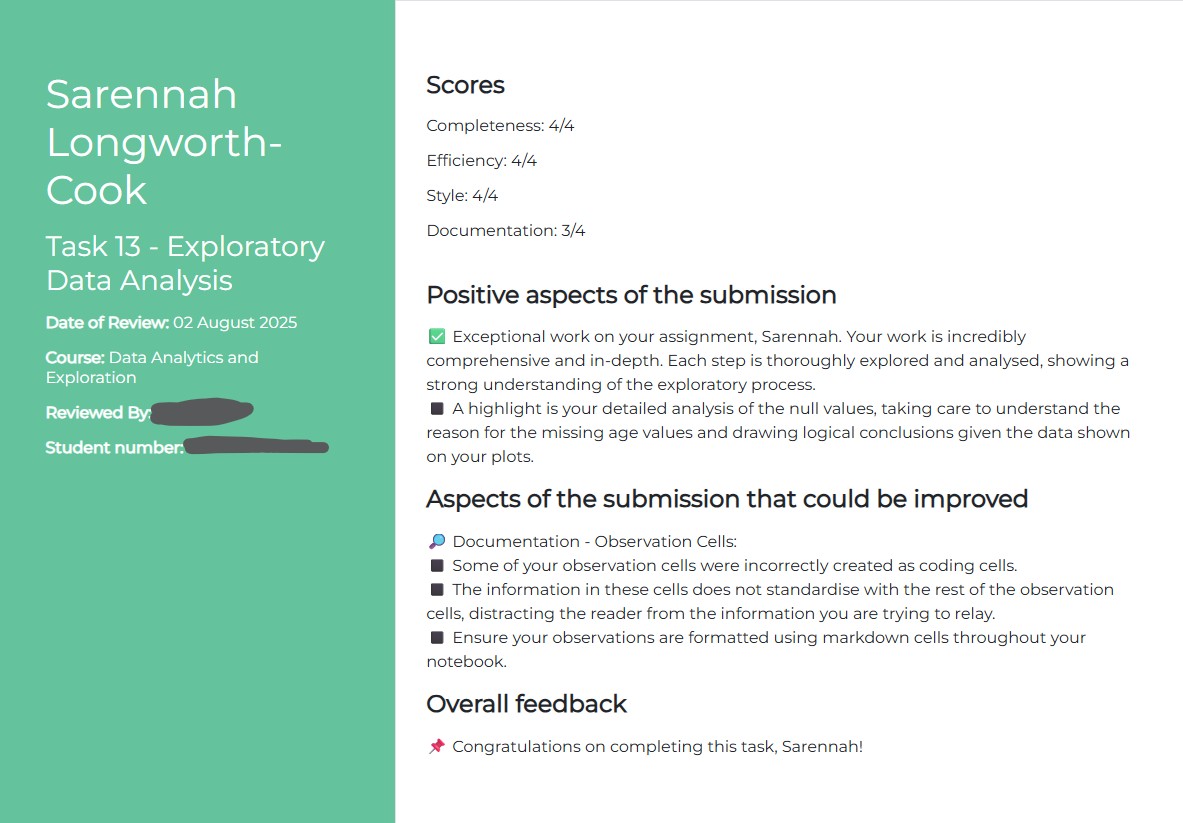 Sarennah
Longworth-
Cook
Task 13 - Exploratory
Data Analysis
Date of Review: 02 August 2025
Course: Data Analytics and
Exploration
Reviewed By:
Student number:
Scores
Completeness: 4/4
Efficiency: 4/4
Style: 4/4
Documentation: 3/4
Positive aspects of the submission
✅ Exceptional work on your assignment, Sarennah. Your work is incredibly
comprehensive and in-depth. Each step is thoroughly explored and analysed, showing a
strong understanding of the exploratory process.
◼ A highlight is your detailed analysis of the null values, taking care to understand the
reason for the missing age values and drawing logical conclusions given the data shown
on your plots.
Aspects of the submission that could be improved
🔎 Documentation - Observation Cells:
◼ Some of your observation cells were incorrectly created as coding cells.
◼ The information in these cells does not standardise with the rest of the observation
cells, distracting the reader from the information you are trying to relay.
◼ Ensure your observations are formatted using markdown cells throughout your
notebook.
Overall feedback
📌 Congratulations on completing this task, Sarennah!